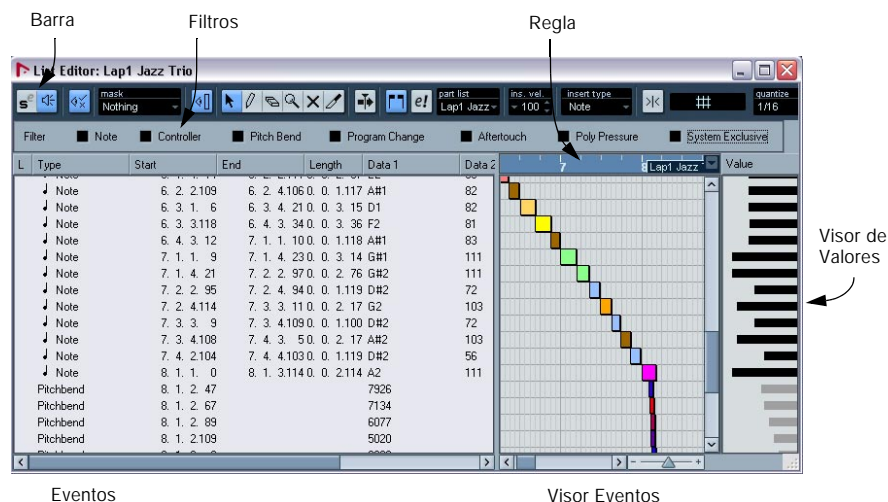 Barra Filtros Regla
List Editor: Lap1 Jazz Trio
mask part list ins. vel. insert type quantize
Nothing Lap1 Jazz 100 Note 1/16
Filter Note Controller Pitch Bend Program Change Aftertouch Poly Pressure System Exclusive
L Type Start End Length Data 1 Data 2 7 8 Lap1 Jazz Value
Note 6. 2. 2.109 6. 2. 4.106 0. 0. 1.117 A#1 82
Note 6. 3. 1. 6 6. 3. 4. 21 0. 0. 3. 15 D1 82
Note 6. 3. 3.118 6. 4. 3. 34 0. 0. 3. 36 F2 81
Note 6. 4. 3. 12 7. 1. 1. 10 0. 0. 1.118 A#1 83
Note 7. 1. 1. 9 7. 1. 4. 23 0. 0. 3. 14 G#1 111
Note 7. 1. 4. 21 7. 2. 2. 97 0. 0. 2. 76 G#2 111
Note 7. 2. 2. 95 7. 2. 4. 94 0. 0. 1.119 D#2 72
Note 7. 2. 4.114 7. 3. 3. 11 0. 0. 2. 17 G2 103
Note 7. 3. 3. 9 7. 3. 4.109 0. 0. 1.100 D#2 72
Note 7. 3. 4.108 7. 4. 3. 5 0. 0. 2. 17 A#2 103
Note 7. 4. 2.104 7. 4. 4.103 0. 0. 1.119 D#2 56
Note 8. 1. 1. 0 8. 1. 3.114 0. 0. 2.114 A2 111
Pitchbend 8. 1. 2. 47 7926
Pitchbend 8. 1. 2. 67 7134
Pitchbend 8. 1. 2. 89 6077
Pitchbend 8. 1. 2.109 5020
Visor de
Valores
Eventos Visor Eventos